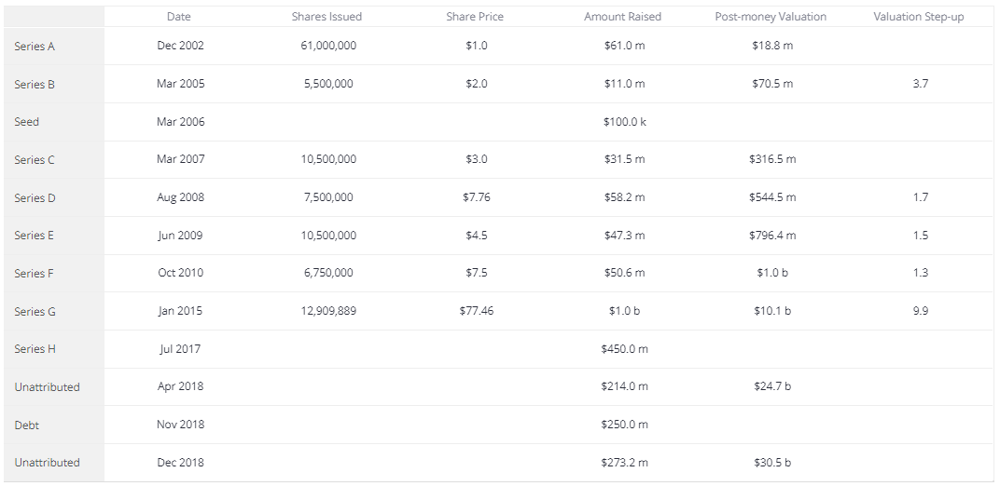 Date Shares Issued Share Price Amount Raised Post-money Valuation Valuation Step-up
Series A Dec 2002 61,000,000 $1.0 $61.0 m $18.8 m
Series B Mar 2005 5,500,000 $2.0 $11.0 m $70.5 m 3.7
Seed Mar 2006 $100.0 k
Series C Mar 2007 10,500,000 $3.0 $31.5 m $316.5 m
Series D Aug 2008 7,500,000 $7.76 $58.2 m $544.5 m 1.7
Series E Jun 2009 10,500,000 $4.5 $47.3 m $796.4 m 1.5
Series F Oct 2010 6,750,000 $7.5 $50.6 m $1.0 b 1.3
Series G Jan 2015 12,909,889 $77.46 $1.0 b $10.1 b 9.9
Series H Jul 2017 $450.0 m
Unattributed Apr 2018 $214.0 m $24.7 b
Debt Nov 2018 $250.0 m
Unattributed Dec 2018 $273.2 m $30.5 b